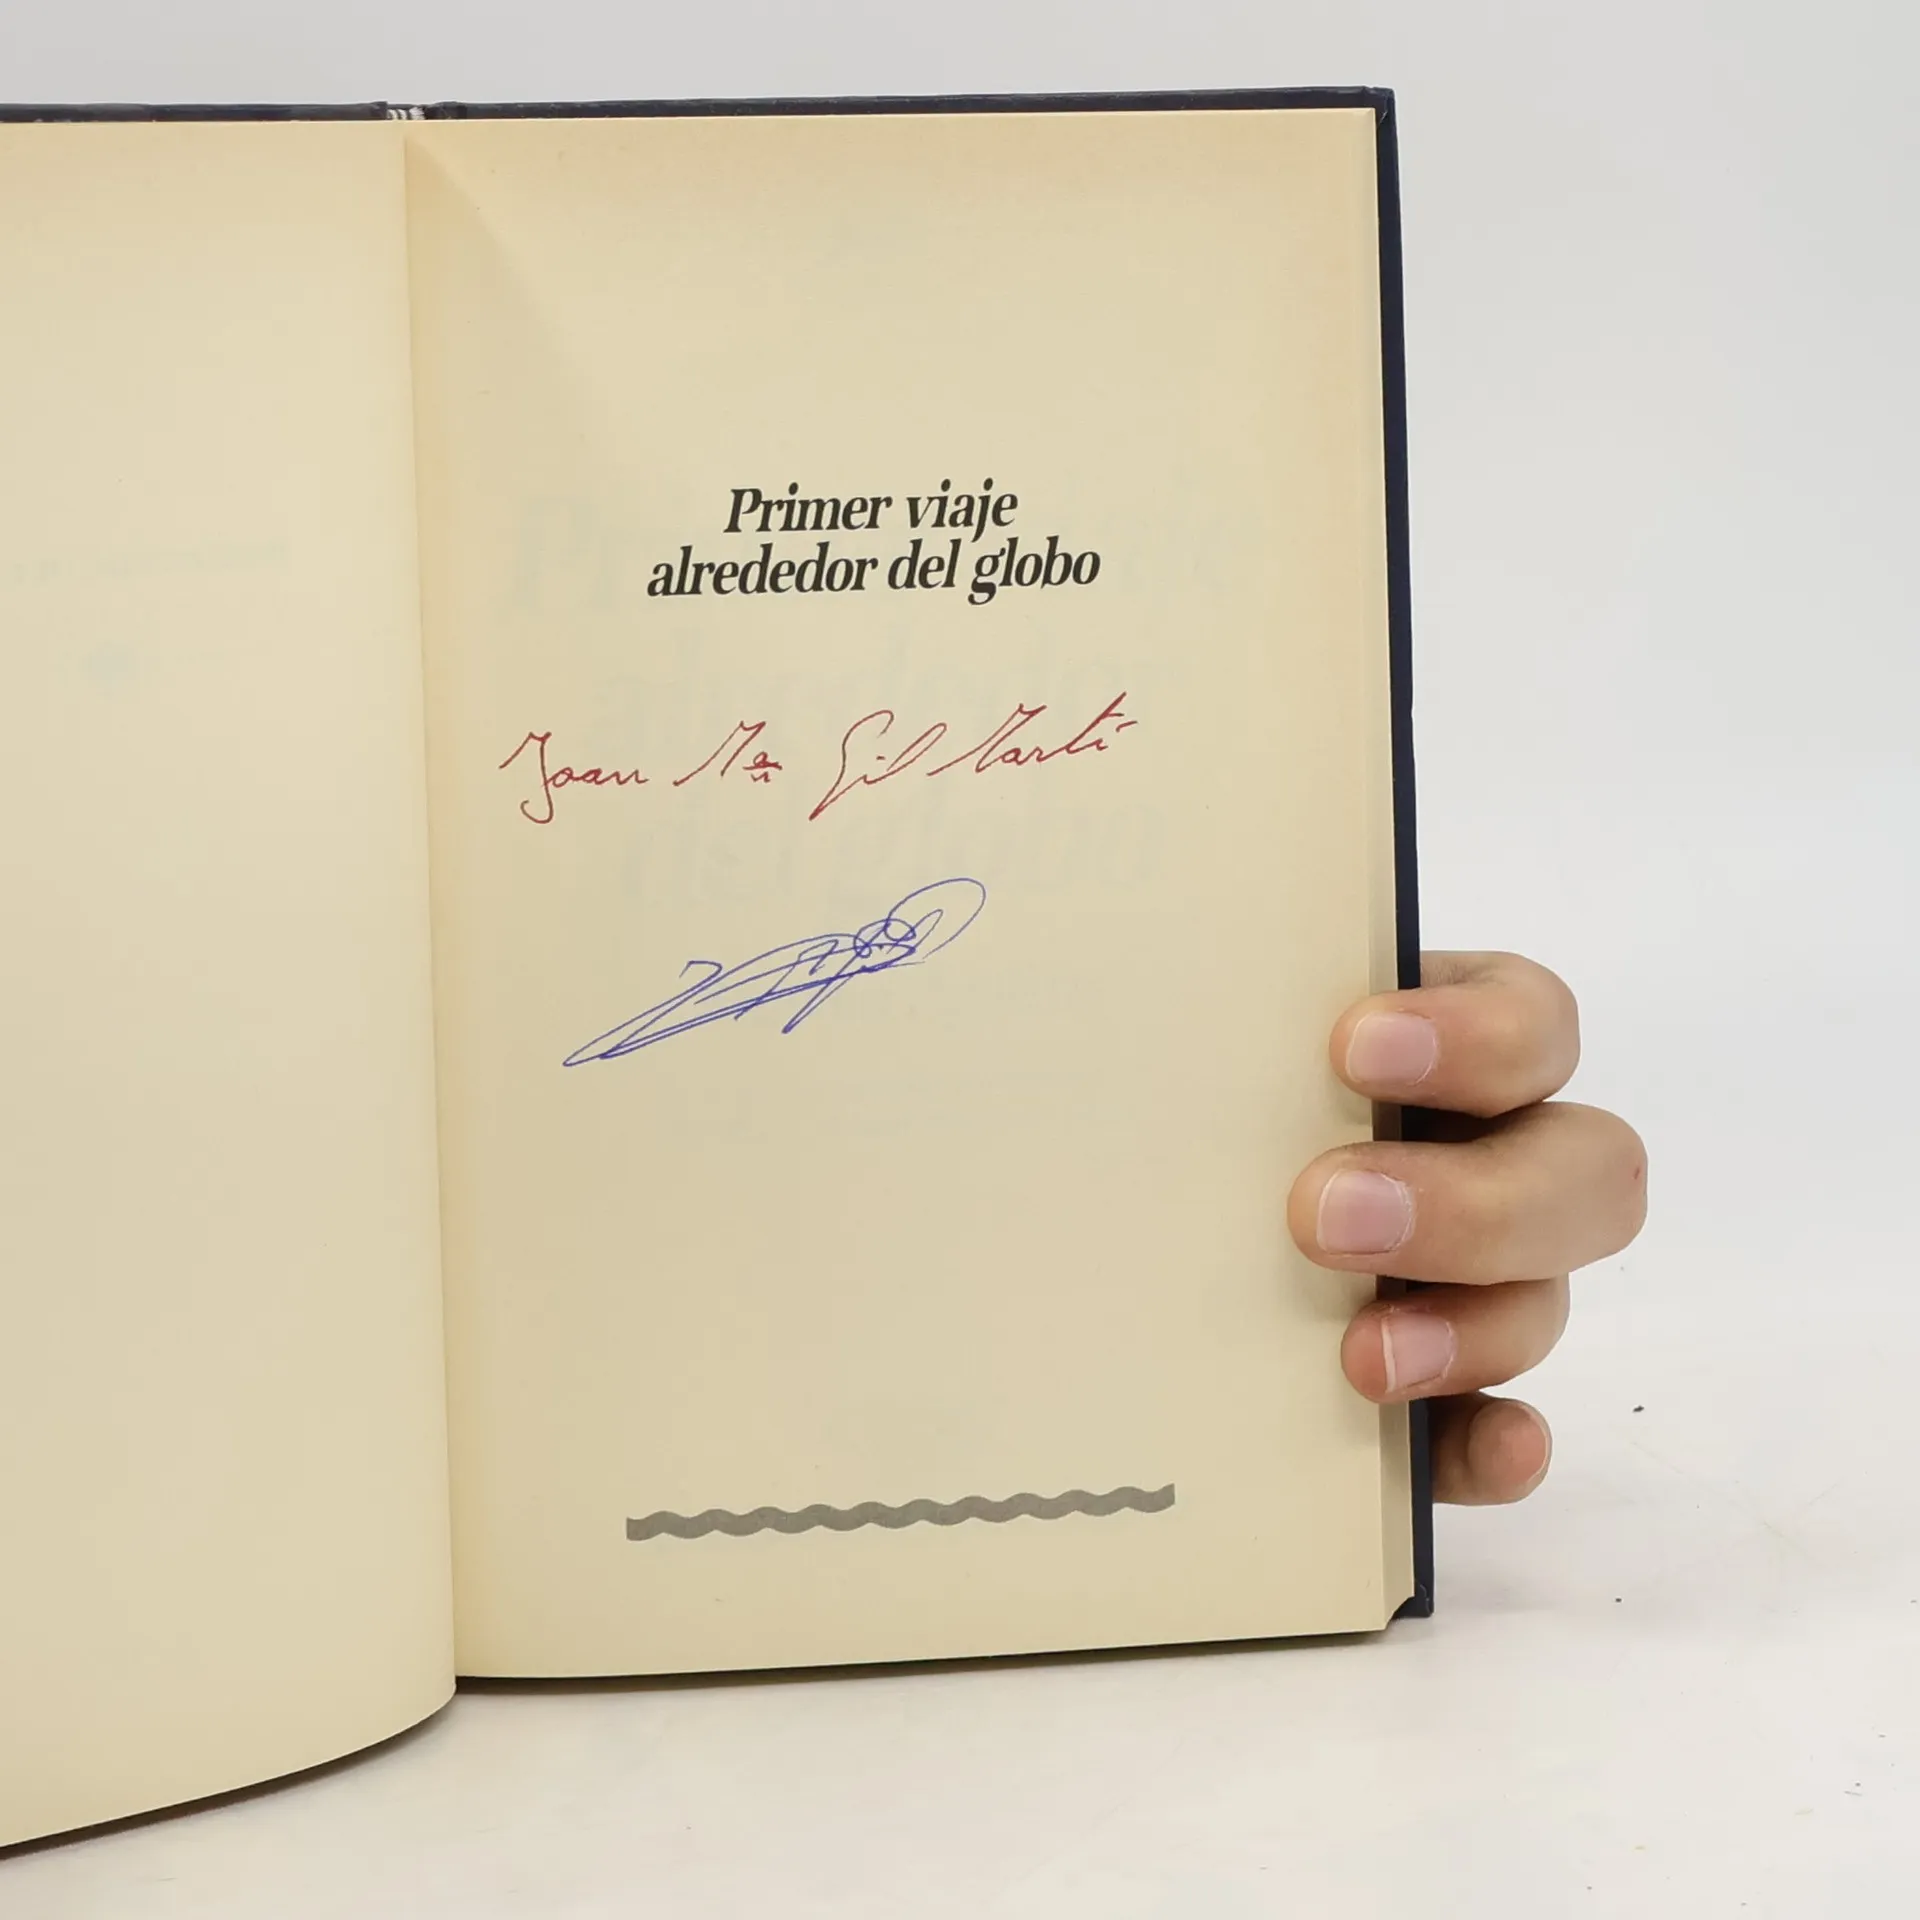 Primer viaje
alrededor del globo
Joan Mª Gil Martí